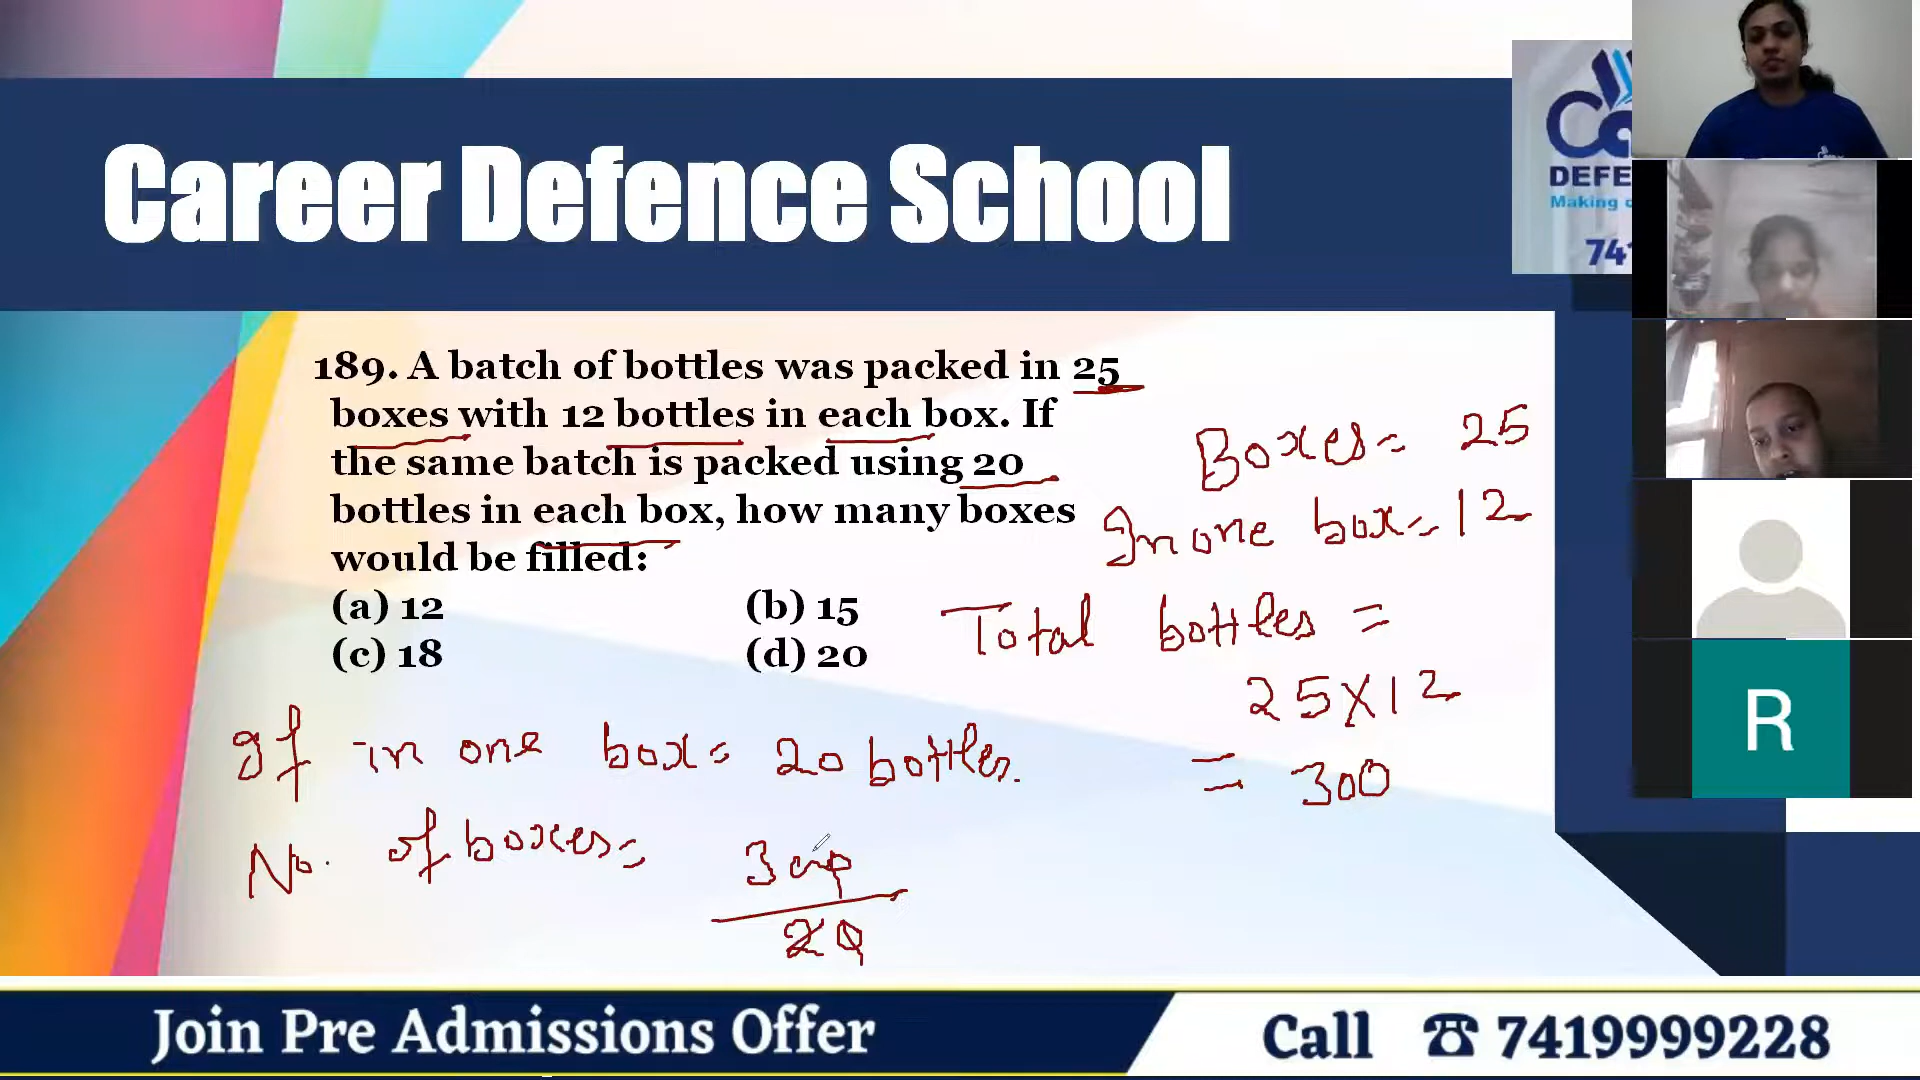 Career Defence School
DEFE
Making
74
189. A batch of bottles was packed in 25
boxes with 12 bottles in each box. If
the same batch is packed using 20
bottles in each box, how many boxes
would be filled:
(a) 12 (b) 15
(c) 18 (d) 20
Boxes = 25
In one box = 12
Total bottles =
25X12
= 300
If in one box = 20 bottles.
No. of boxes =
300
20
R
Join Pre Admissions Offer
Call ☎ 7419999228